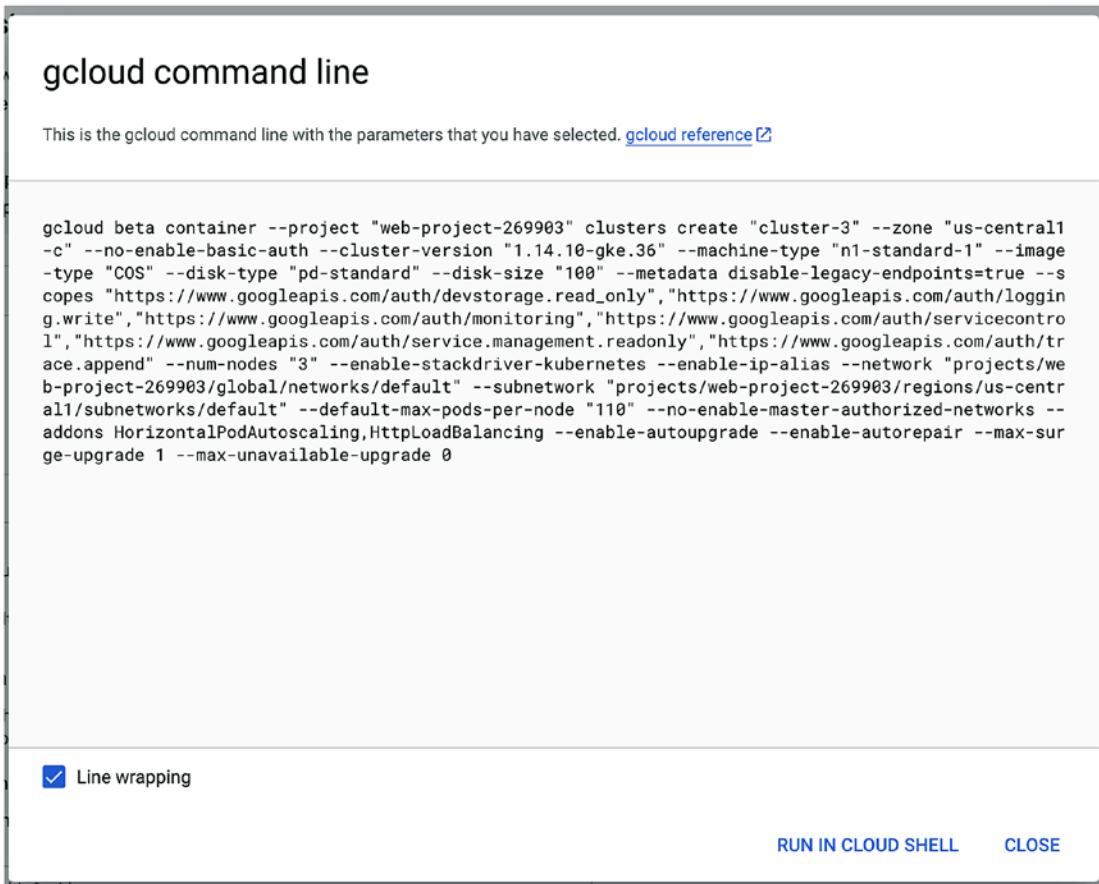 gcloud command line
This is the gcloud command line with the parameters that you have selected. gcloud reference
gcloud beta container --project "web-project-269903" clusters create "cluster-3" --zone "us-central1
-c" --no-enable-basic-auth --cluster-version "1.14.10-gke.36" --machine-type "n1-standard-1" --image
-type "COS" --disk-type "pd-standard" --disk-size "100" --metadata disable-legacy-endpoints=true --s
copes "https://www.googleapis.com/auth/devstorage.read_only","https://www.googleapis.com/auth/loggin
g.write","https://www.googleapis.com/auth/monitoring","https://www.googleapis.com/auth/servicecontro
l","https://www.googleapis.com/auth/service.management.readonly","https://www.googleapis.com/auth/tr
ace.append" --num-nodes "3" --enable-stackdriver-kubernetes --enable-ip-alias --network "projects/we
b-project-269903/global/networks/default" --subnetwork "projects/web-project-269903/regions/us-centr
al1/subnetworks/default" --default-max-pods-per-node "110" --no-enable-master-authorized-networks --
addons HorizontalPodAutoscaling,HttpLoadBalancing --enable-autoupgrade --enable-autorepair --max-sur
ge-upgrade 1 --max-unavailable-upgrade 0
Line wrapping
RUN IN CLOUD SHELL CLOSE